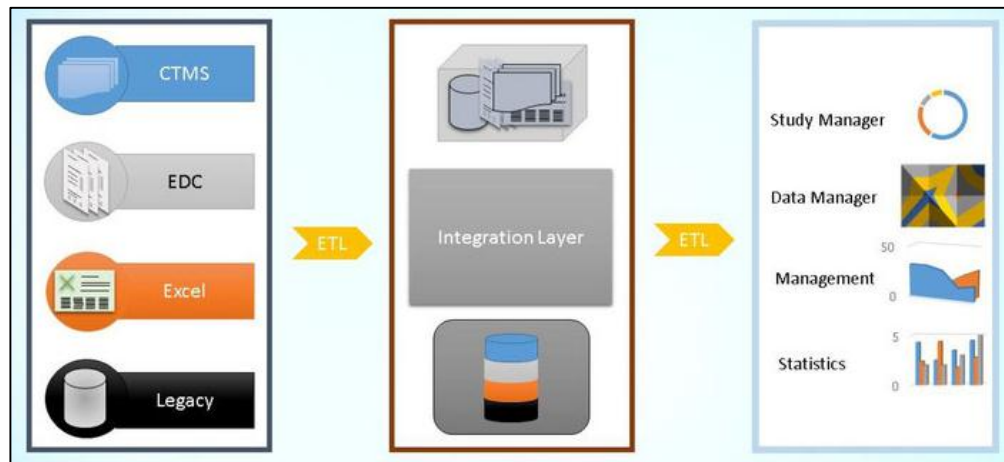 CTMS
EDC
Excel
Legacy
ETL
Integration Layer
ETL
Study Manager
Data Manager
50
Management
0
5
Statistics
0